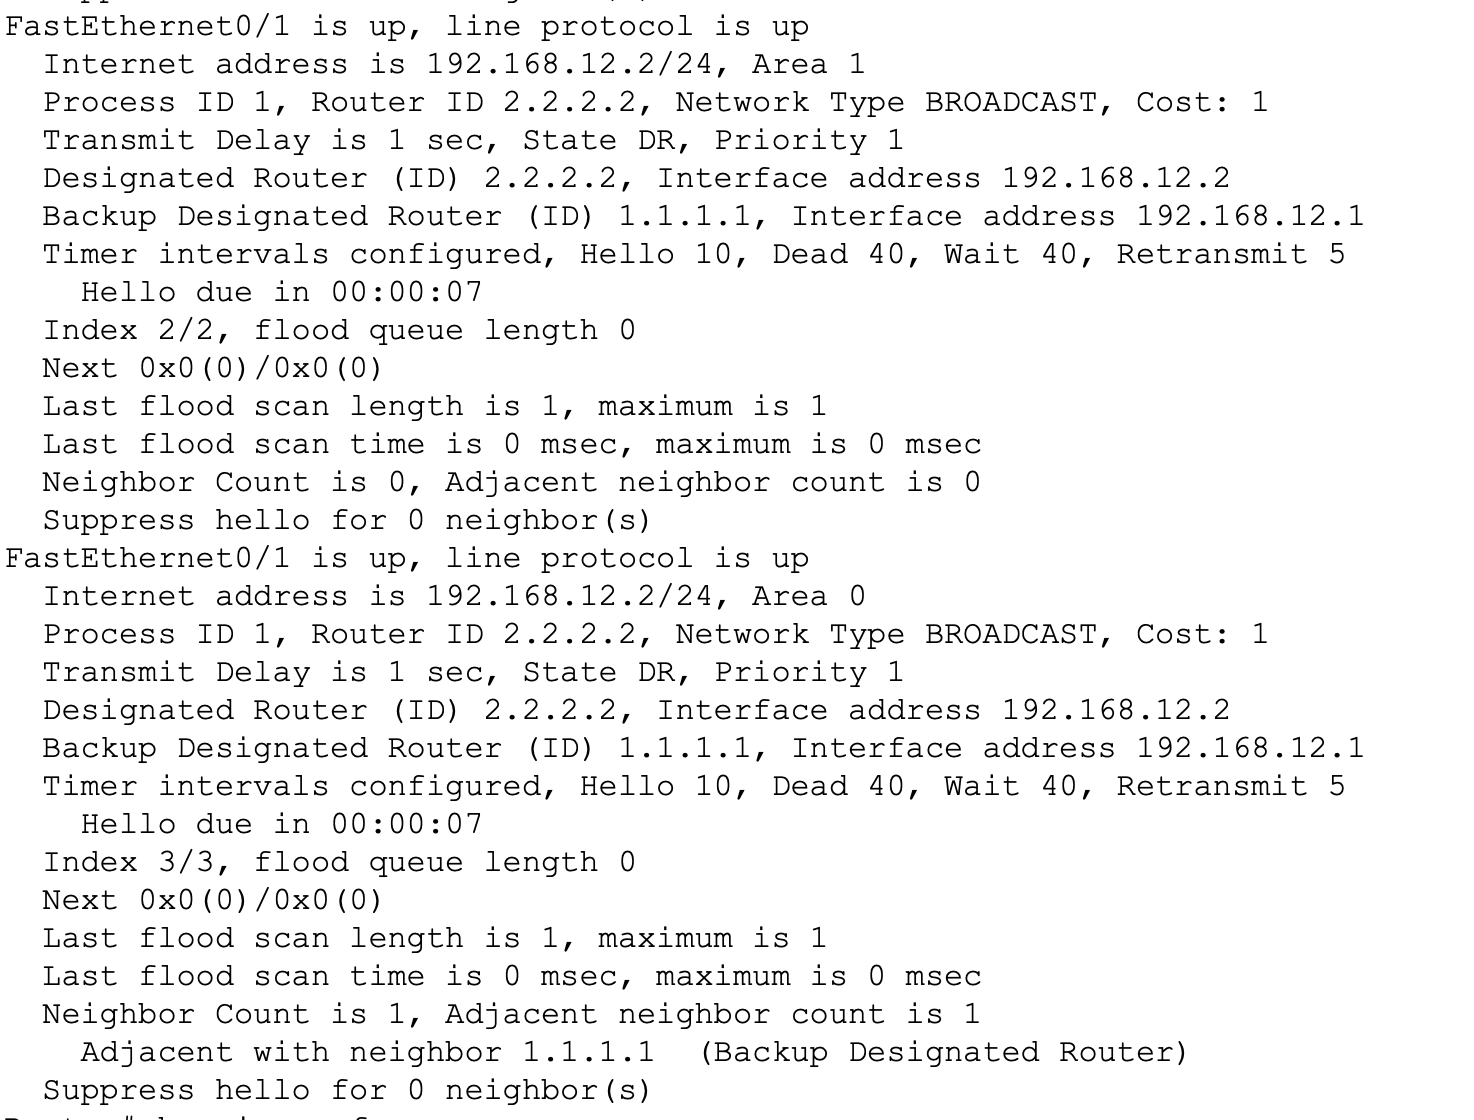 FastEthernet0/1 is up, line protocol is up
Internet address is 192.168.12.2/24, Area 1
Process ID 1, Router ID 2.2.2.2, Network Type BROADCAST, Cost: 1
Transmit Delay is 1 sec, State DR, Priority 1
Designated Router (ID) 2.2.2.2, Interface address 192.168.12.2
Backup Designated Router (ID) 1.1.1.1, Interface address 192.168.12.1
Timer intervals configured, Hello 10, Dead 40, Wait 40, Retransmit 5
Hello due in 00:00:07
Index 2/2, flood queue length 0
Next 0x0(0)/0x0(0)
Last flood scan length is 1, maximum is 1
Last flood scan time is 0 msec, maximum is 0 msec
Neighbor Count is 0, Adjacent neighbor count is 0
Suppress hello for 0 neighbor(s)
FastEthernet0/1 is up, line protocol is up
Internet address is 192.168.12.2/24, Area 0
Process ID 1, Router ID 2.2.2.2, Network Type BROADCAST, Cost: 1
Transmit Delay is 1 sec, State DR, Priority 1
Designated Router (ID) 2.2.2.2, Interface address 192.168.12.2
Backup Designated Router (ID) 1.1.1.1, Interface address 192.168.12.1
Timer intervals configured, Hello 10, Dead 40, Wait 40, Retransmit 5
Hello due in 00:00:07
Index 3/3, flood queue length 0
Next 0x0(0)/0x0(0)
Last flood scan length is 1, maximum is 1
Last flood scan time is 0 msec, maximum is 0 msec
Neighbor Count is 1, Adjacent neighbor count is 1
Adjacent with neighbor 1.1.1.1  (Backup Designated Router)
Suppress hello for 0 neighbor(s)